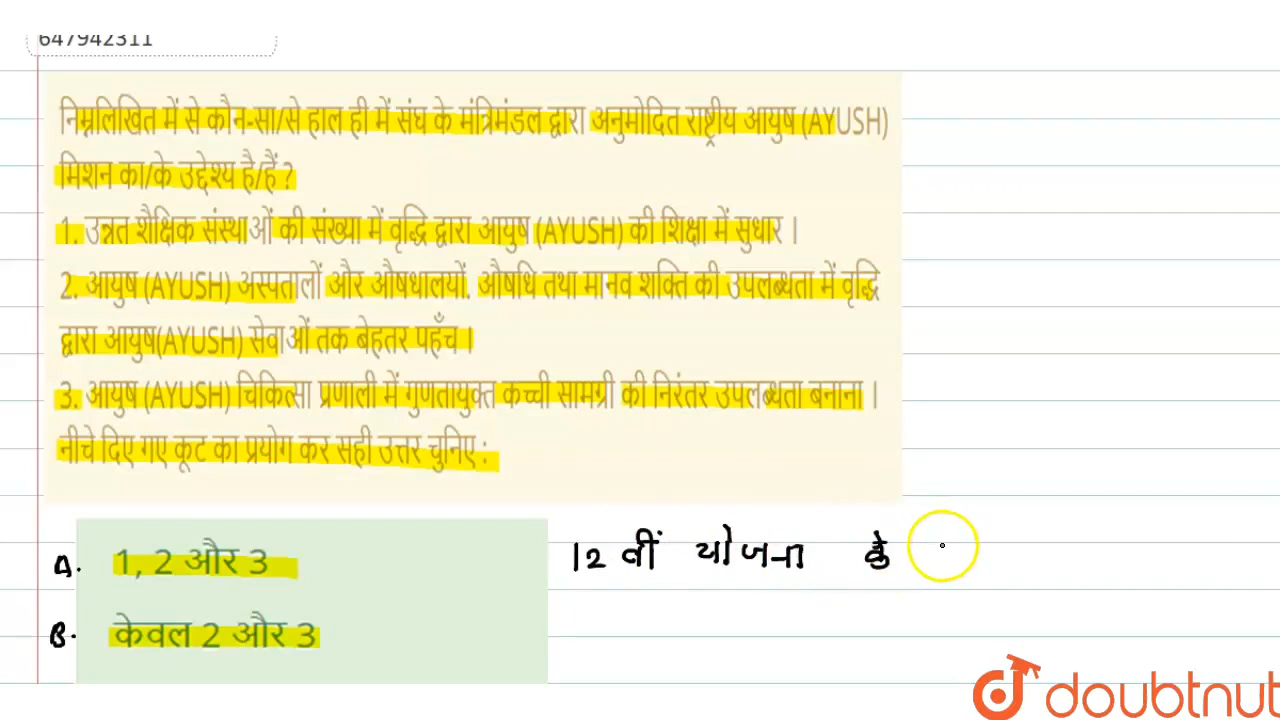 647942311
निम्नलिखित में से कौन-सा/से हाल ही में संघ के मंत्रिमंडल द्वारा अनुमोदित राष्ट्रीय आयुष (AYUSH)
मिशन का/के उद्देश्य है/हैं ?
1. उन्नत शैक्षिक संस्थाओं की संख्या में वृद्धि द्वारा आयुष (AYUSH) की शिक्षा में सुधार ।
2. आयुष (AYUSH) अस्पतालों और औषधालयों. औषधि तथा मानव शक्ति की उपलब्धता में वृद्धि
द्वारा आयुष(AYUSH) सेवाओं तक बेहतर पहुँच ।
3. आयुष (AYUSH) चिकित्सा प्रणाली में गुणतायुक्त कच्ची सामग्री की निरंतर उपलब्धता बनाना ।
नीचे दिए गए कूट का प्रयोग कर सही उत्तर चुनिए :
A. 1, 2 और 3
12 वीं योजना के
B. केवल 2 और 3
doubtnut